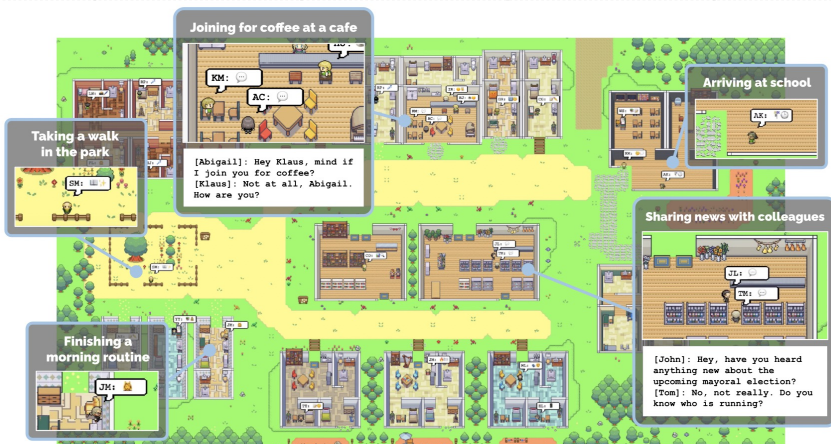 Joining for coffee at a cafe
KM:
AC:
[Abigail]: Hey Klaus, mind if
I join you for coffee?
[Klaus]: Not at all, Abigail.
How are you?
Taking a walk
in the park
SM:
Arriving at school
AK:
Sharing news with colleagues
JL:
TM:
[John]: Hey, have you heard
anything new about the
upcoming mayoral election?
[Tom]: No, not really. Do you
know who is running?
Finishing a
morning routine
JM: